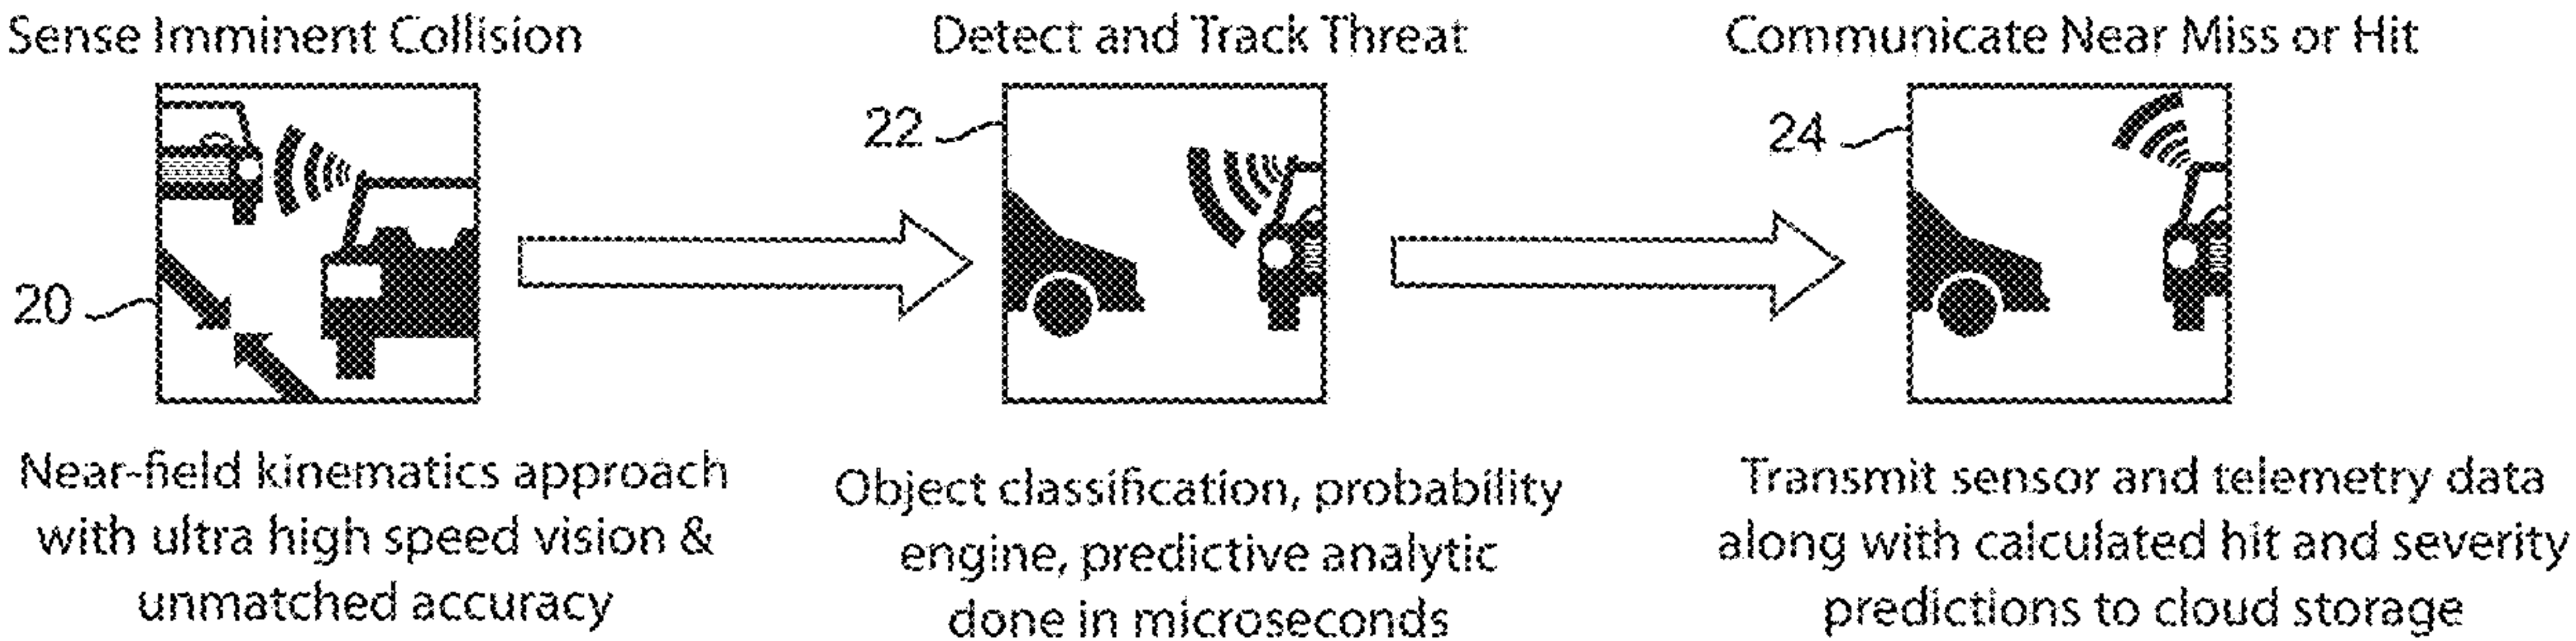 Sense Imminent Collision
20
Near-field kinematics approach
with ultra high speed vision &
unmatched accuracy
Detect and Track Threat
22
Object classification, probability
engine, predictive analytic
done in microseconds
Communicate Near Miss or Hit
24
Transmit sensor and telemetry data
along with calculated hit and severity
predictions to cloud storage